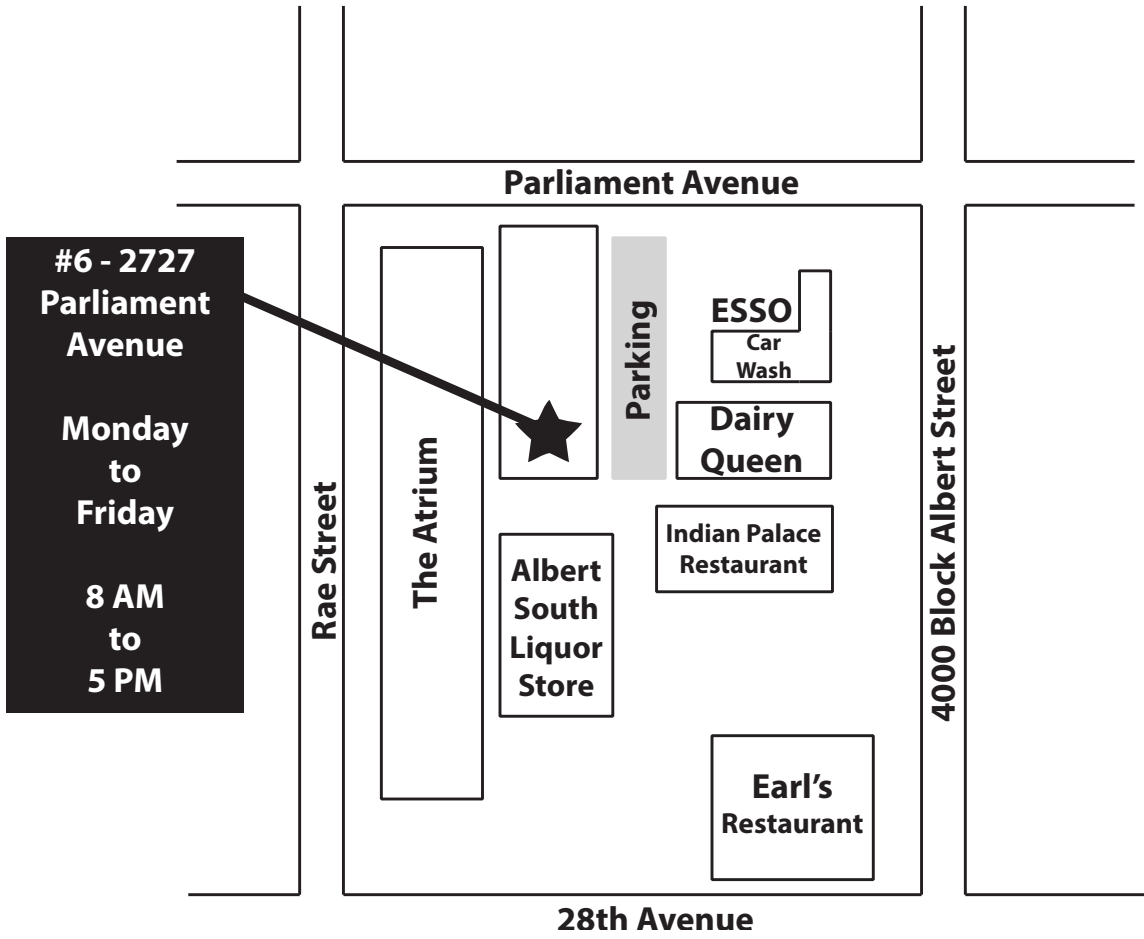 Parliament Avenue
#6 - 2727
Parliament
Avenue
Monday
to
Friday
8 AM
to
5 PM
Rae Street
The Atrium
Parking
ESSO
Car
Wash
Dairy
Queen
Indian Palace
Restaurant
Albert
South
Liquor
Store
Earl's
Restaurant
4000 Block Albert Street
28th Avenue